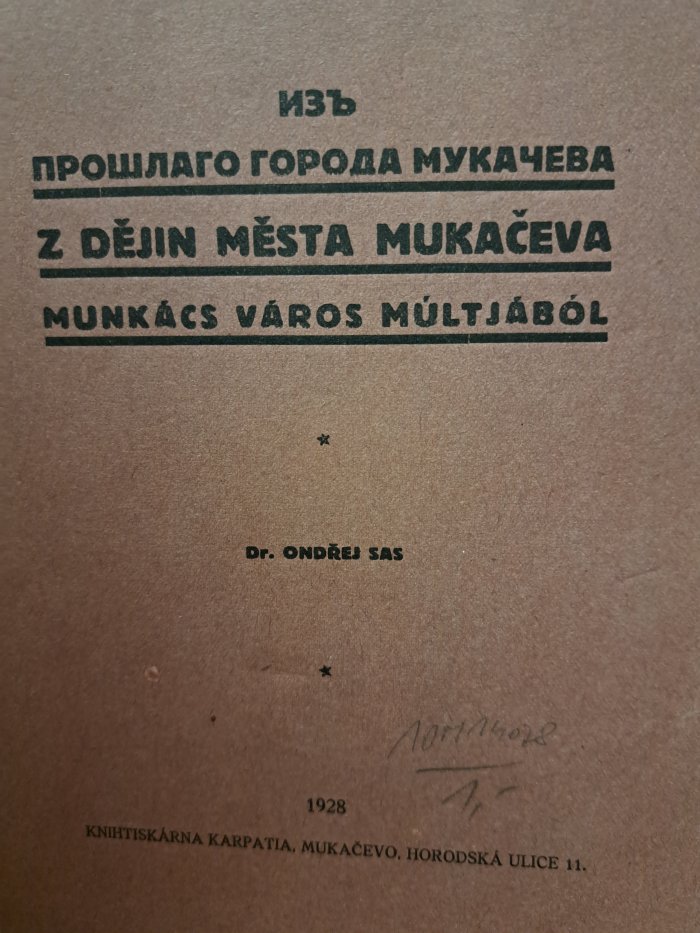 ИЗЪ
ПРОШЛАГО ГОРОДА МУКАЧЕВА
Z DĚJIN MĚSTA MUKAČEVA
MUNKÁCS VÁROS MÚLTJÁBÓL
Dr. ONDŘEJ SAS
1,-
1928
KNIHTISKÁRNA KARPATIA, MUKAČEVO, HORODSKÁ ULICE 11.